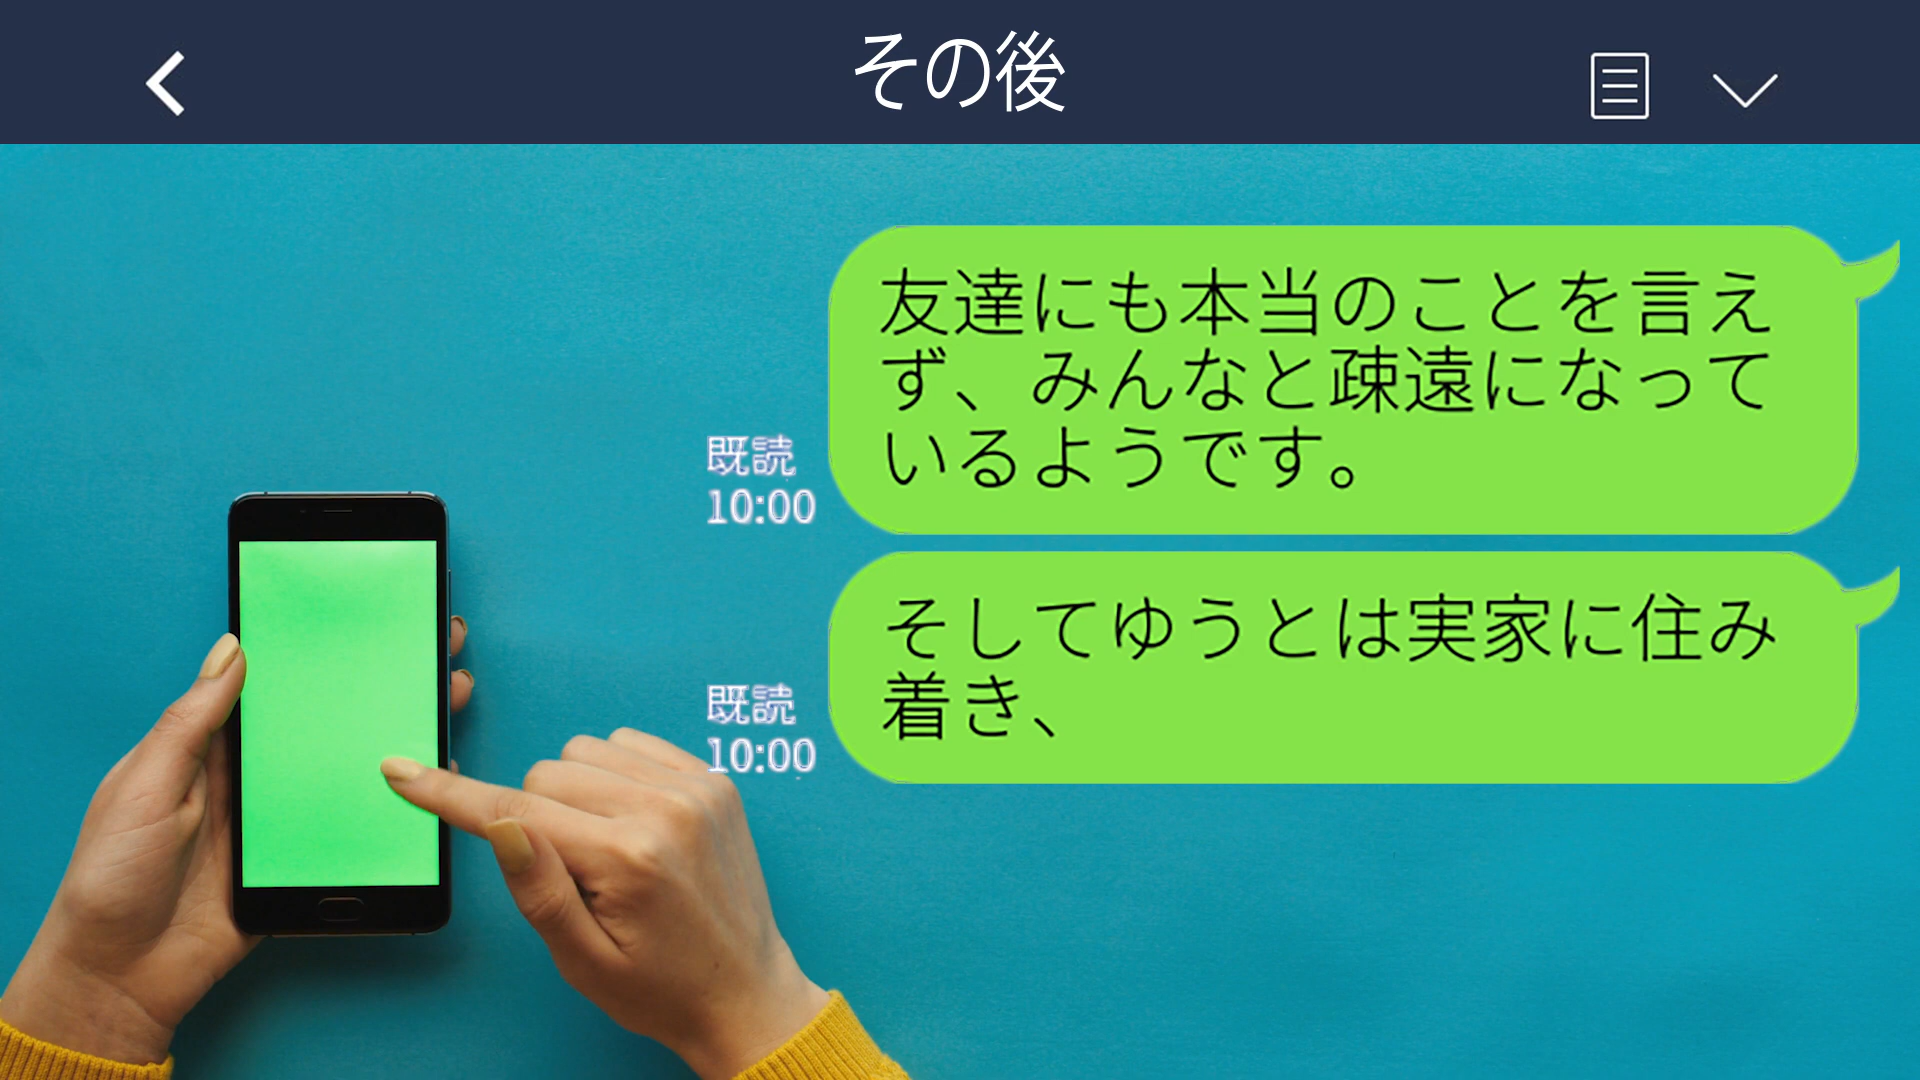 その後
友達にも本当のことを言え
ず、みんなと疎遠になって
いるようです。
既読
10:00
そしてゆうとは実家に住み
着き、
既読
10:00